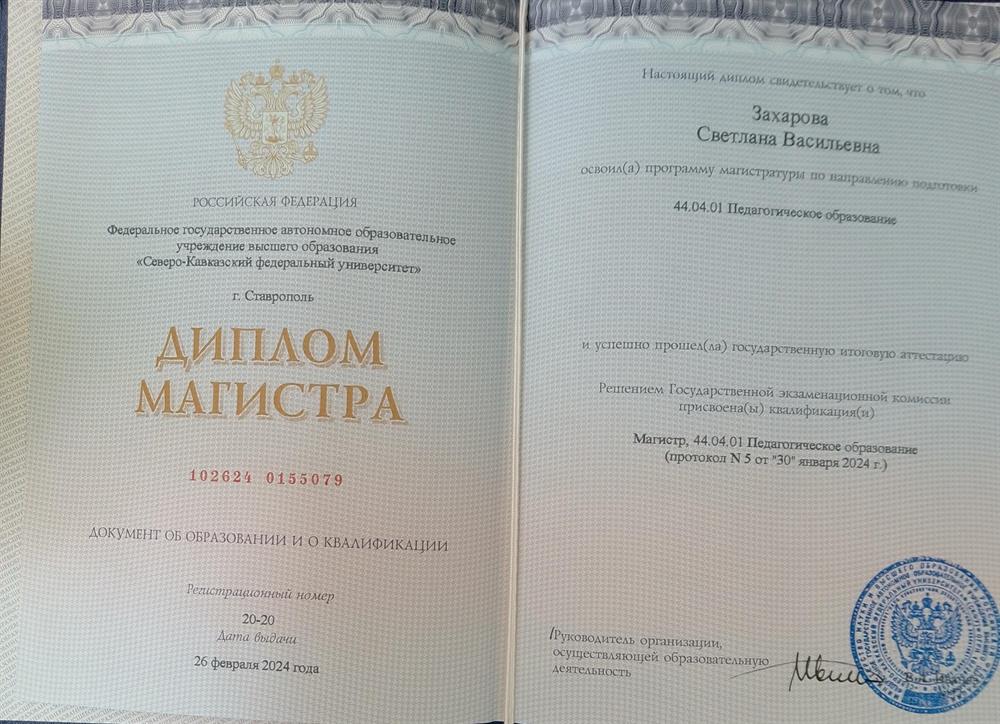 РОССИЙСКАЯ ФЕДЕРАЦИЯ
Федеральное государственное автономное образовательное
учреждение высшего образования
«Северо-Кавказский федеральный университет»
г. Ставрополь
ДИПЛОМ
МАГИСТРА
102624 0155079
ДОКУМЕНТ ОБ ОБРАЗОВАНИИ И О КВАЛИФИКАЦИИ
Регистрационный номер
20-20
Дата выдачи
26 февраля 2024 года
Настоящий диплом свидетельствует о том, что
Захарова
Светлана Васильевна
освоил(а) программу магистратуры по направлению подготовки
44.04.01 Педагогическое образование
и успешно прошел(ла) государственную итоговую аттестацию
Решением Государственной экзаменационной комиссии
присвоена(ы) квалификация(и)
Магистр, 44.04.01 Педагогическое образование
(протокол N 5 от "30" января 2024 г.)
/Руководитель организации,
осуществляющей образовательную
деятельность